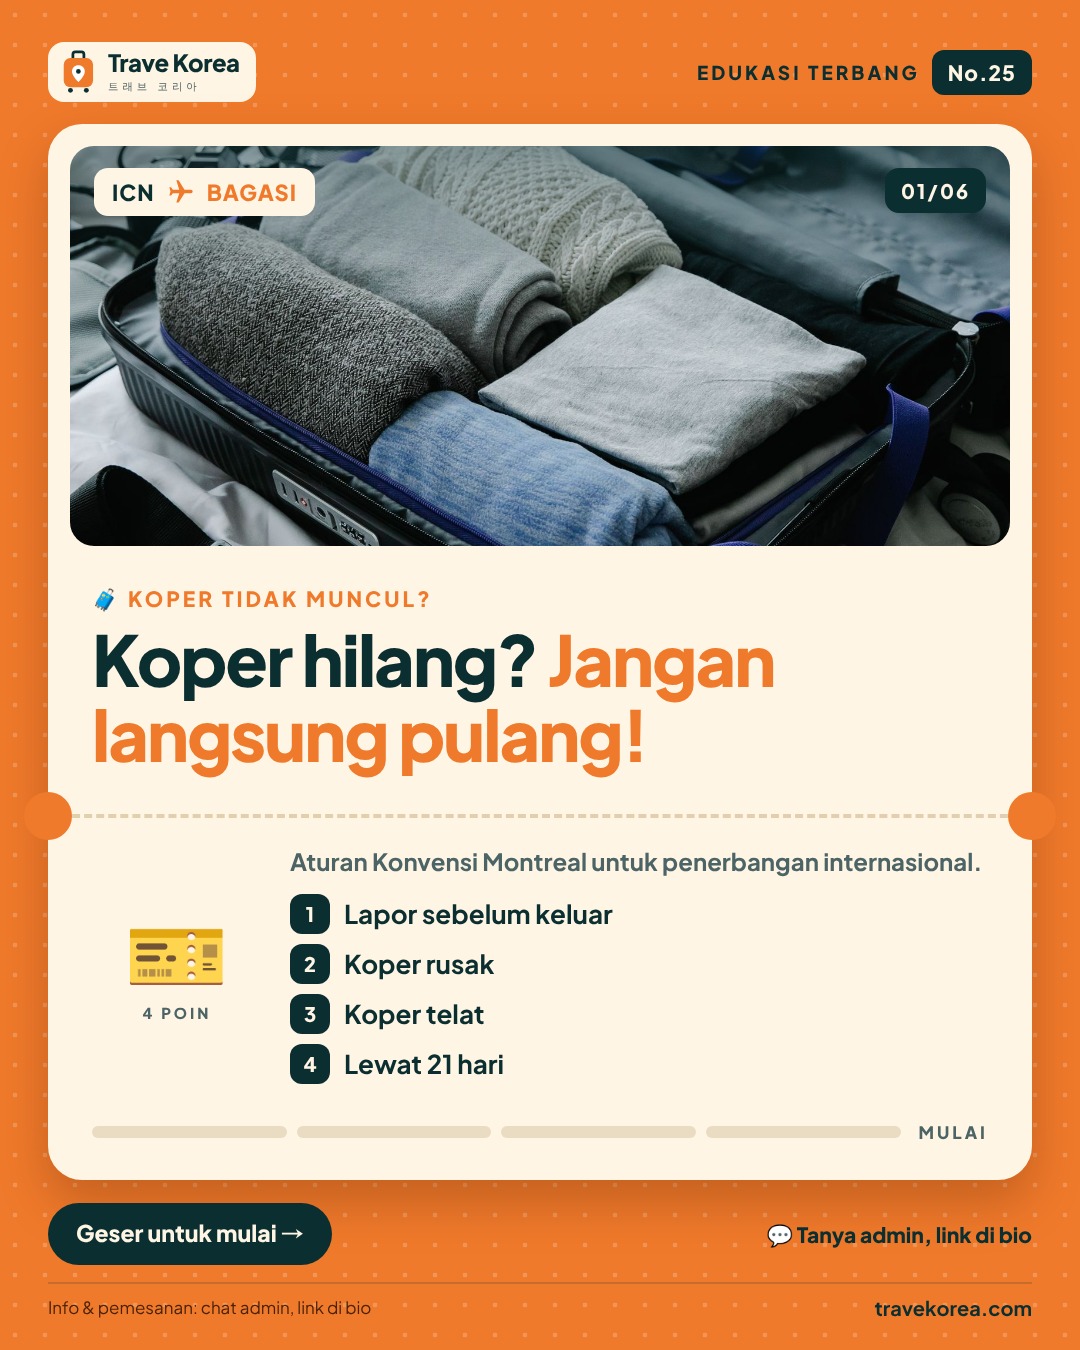 Trave Korea
트래브 코리아
EDUKASI TERBANG
No.25
ICN ✈ BAGASI
01/06
🧳 KOPER TIDAK MUNCUL?
Koper hilang? Jangan
langsung pulang!
Aturan Konvensi Montreal untuk penerbangan internasional.
1 Lapor sebelum keluar
2 Koper rusak
3 Koper telat
4 Lewat 21 hari
4 POIN
MULAI
Geser untuk mulai →
💬 Tanya admin, link di bio
Info & pemesanan: chat admin, link di bio
travekorea.com